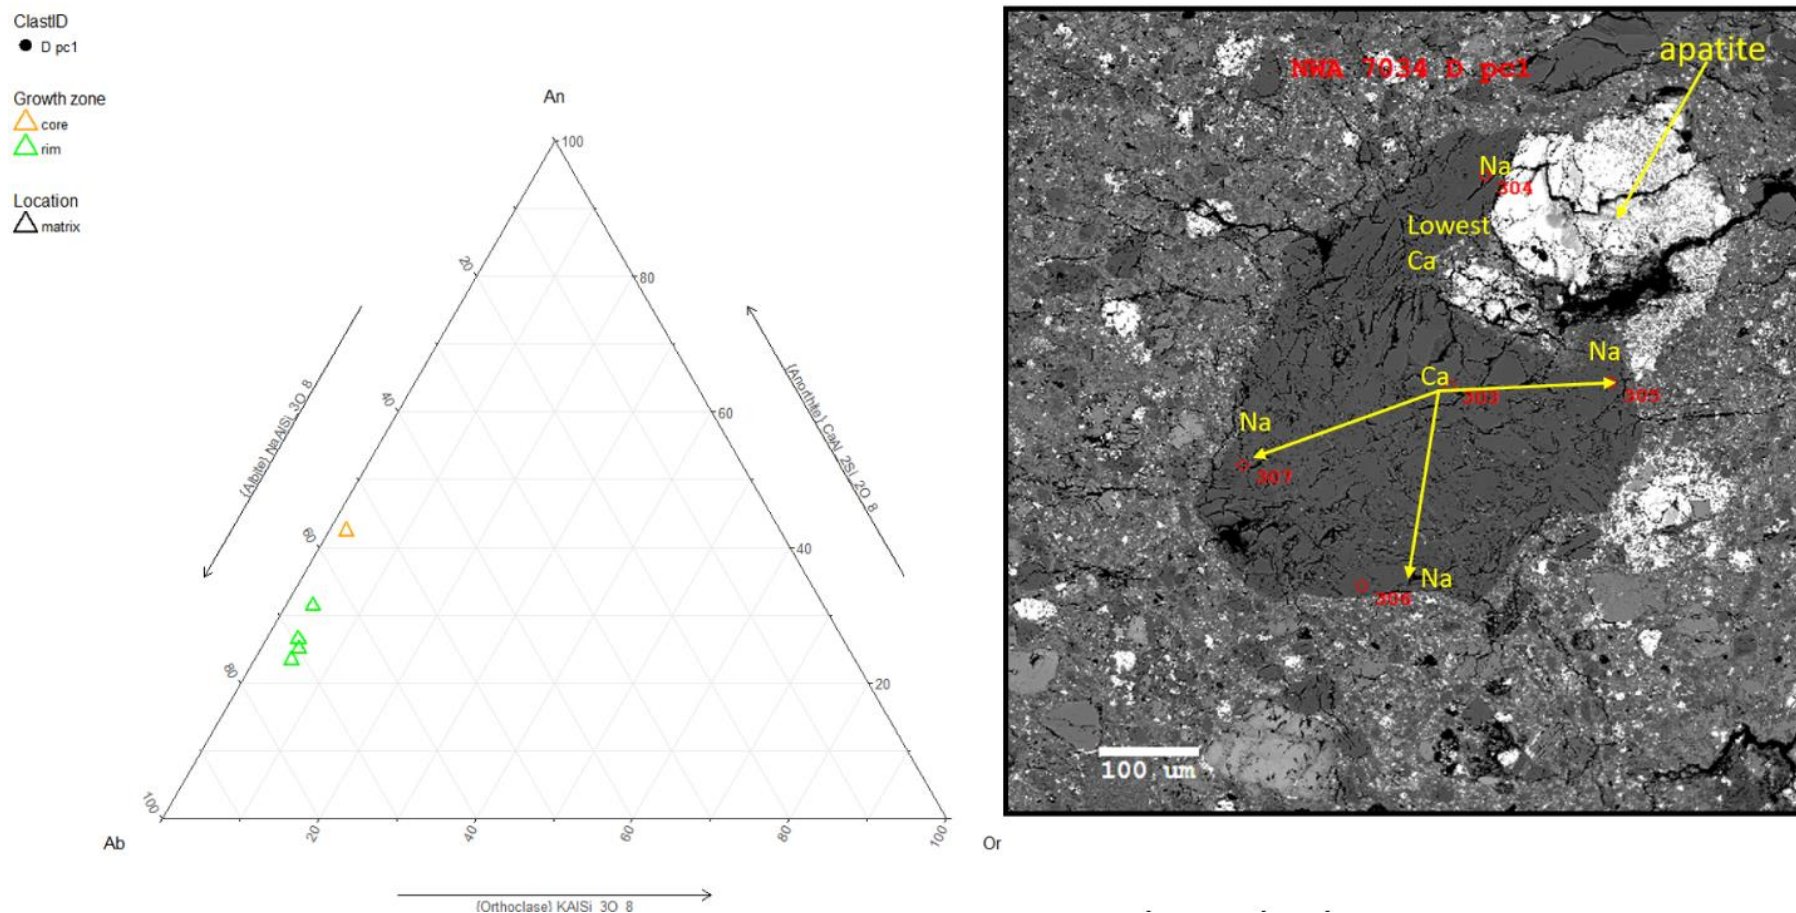 ClastID
D pc1
Growth zone
core
rim
Location
matrix
An
100
80
60
40
20
20
40
60
80
100
(Albite) NaAlSi_3O_8
(Anorthite) CaAl_2Si_2O_8
20
40
60
80
100
Ab
Or
(Orthoclase) KAlSi_3O_8
NWA 7034 D pc1
apatite
Na
304
Lowest
Ca
Na
Ca
303
305
Na
307
Na
306
100 um